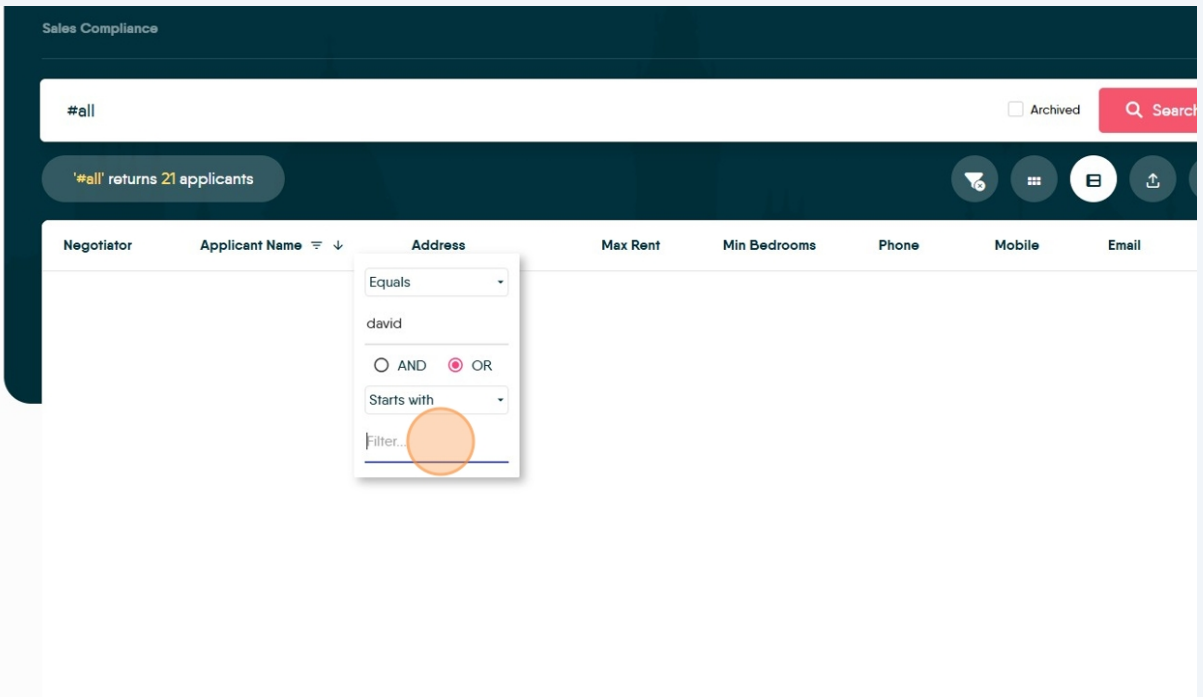 Sales Compliance
#all
Archived
Search
'#all' returns 21 applicants
Negotiator Applicant Name Address Max Rent Min Bedrooms Phone Mobile Email
Equals
david
AND OR
Starts with
Filter...